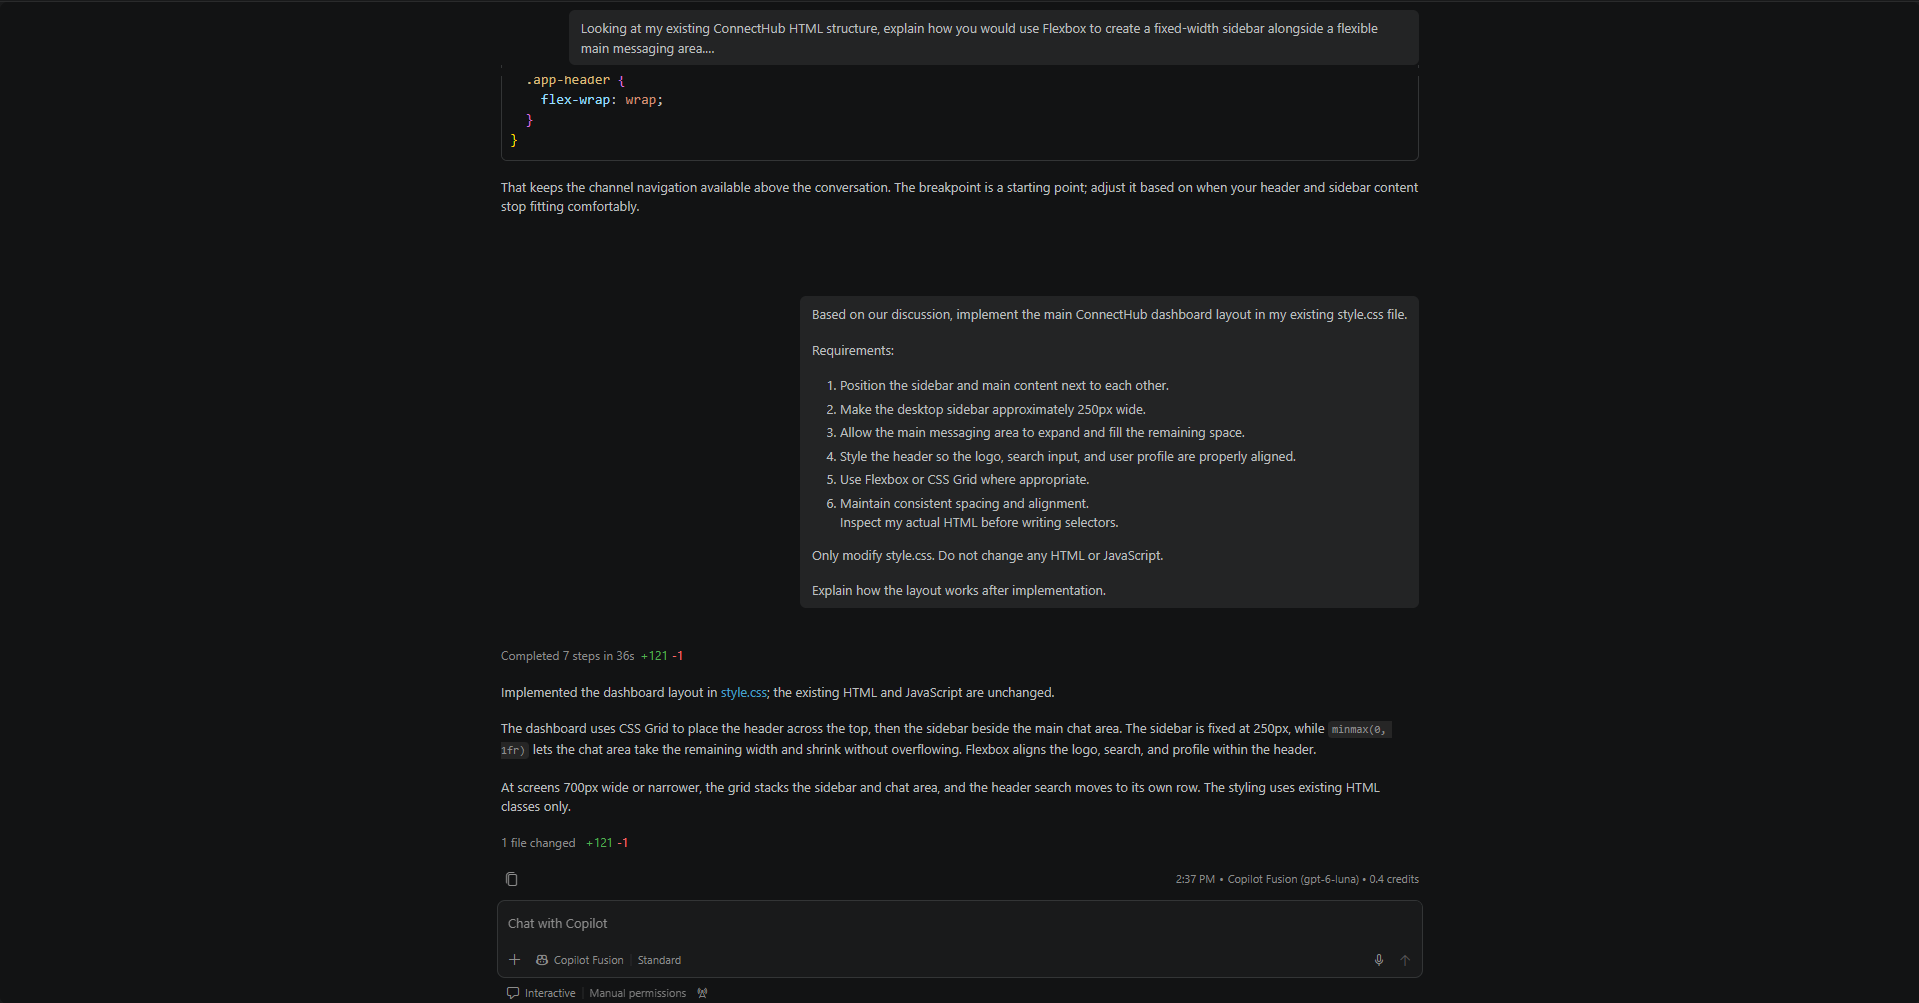 Looking at my existing ConnectHub HTML structure, explain how you would use Flexbox to create a fixed-width sidebar alongside a flexible
main messaging area....
.app-header {
flex-wrap: wrap;
}
}
That keeps the channel navigation available above the conversation. The breakpoint is a starting point; adjust it based on when your header and sidebar content
stop fitting comfortably.
Based on our discussion, implement the main ConnectHub dashboard layout in my existing style.css file.
Requirements:
1. Position the sidebar and main content next to each other.
2. Make the desktop sidebar approximately 250px wide.
3. Allow the main messaging area to expand and fill the remaining space.
4. Style the header so the logo, search input, and user profile are properly aligned.
5. Use Flexbox or CSS Grid where appropriate.
6. Maintain consistent spacing and alignment.
Inspect my actual HTML before writing selectors.
Only modify style.css. Do not change any HTML or JavaScript.
Explain how the layout works after implementation.
Completed 7 steps in 36s +121 -1
Implemented the dashboard layout in style.css; the existing HTML and JavaScript are unchanged.
The dashboard uses CSS Grid to place the header across the top, then the sidebar beside the main chat area. The sidebar is fixed at 250px, while minmax(0,
1fr) lets the chat area take the remaining width and shrink without overflowing. Flexbox aligns the logo, search, and profile within the header.
At screens 700px wide or narrower, the grid stacks the sidebar and chat area, and the header search moves to its own row. The styling uses existing HTML
classes only.
1 file changed +121 -1
2:37 PM • Copilot Fusion (gpt-6-luna) • 0.4 credits
Chat with Copilot
Copilot Fusion Standard
Interactive Manual permissions